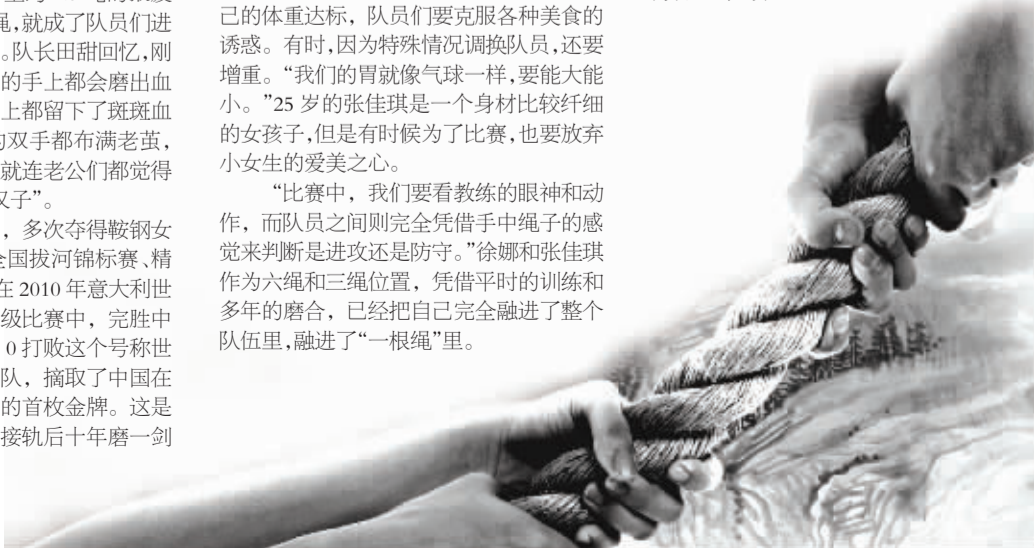 绳，就成了队员们进
。队长田甜回忆，刚
的手上都会磨出血
上都留下了斑斑血
双手都布满老茧，
就连老公们都觉得
汉子”。
，多次夺得鞍钢女
全国拔河锦标赛、精
在 2010 年意大利世
级比赛中，完胜中
0 打败这个号称世
队，摘取了中国在
的首枚金牌。这是
接轨后十年磨一剑
己的体重达标，队员们要克服各种美食的
诱惑。有时，因为特殊情况调换队员，还要
增重。“我们的胃就像气球一样，要能大能
小。”25 岁的张佳琪是一个身材比较纤细
的女孩子，但是有时候为了比赛，也要放弃
小女生的爱美之心。
“比赛中，我们要看教练的眼神和动
作，而队员之间则完全凭借手中绳子的感
觉来判断是进攻还是防守。”徐娜和张佳琪
作为六绳和三绳位置，凭借平时的训练和
多年的磨合，已经把自己完全融进了整个
队伍里，融进了“一根绳”里。